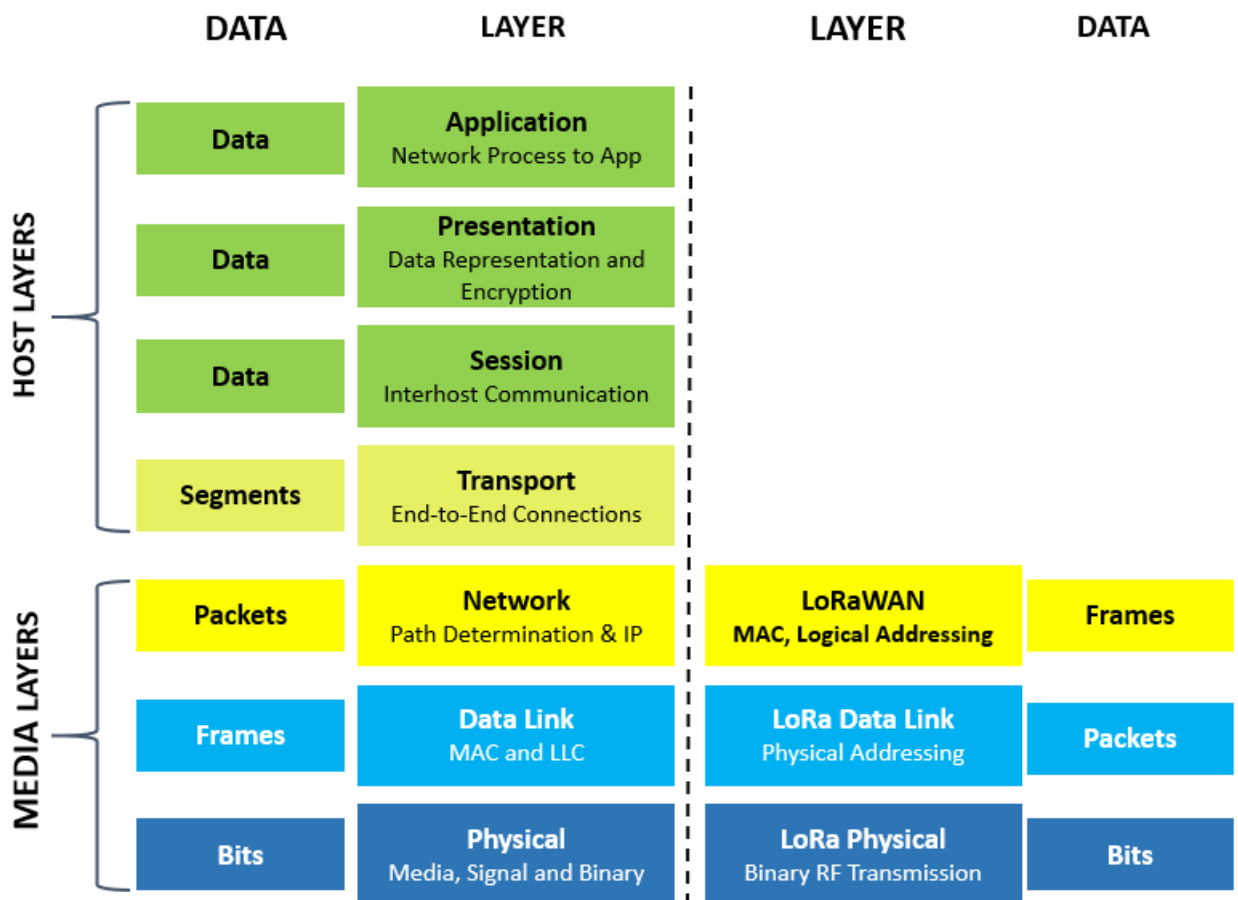 DATA LAYER LAYER DATA
HOST LAYERS
Data
Application
Network Process to App
Data
Presentation
Data Representation and
Encryption
Data
Session
Interhost Communication
Segments
Transport
End-to-End Connections
MEDIA LAYERS
Packets
Network
Path Determination & IP
LoRaWAN
MAC, Logical Addressing
Frames
Frames
Data Link
MAC and LLC
LoRa Data Link
Physical Addressing
Packets
Bits
Physical
Media, Signal and Binary
LoRa Physical
Binary RF Transmission
Bits